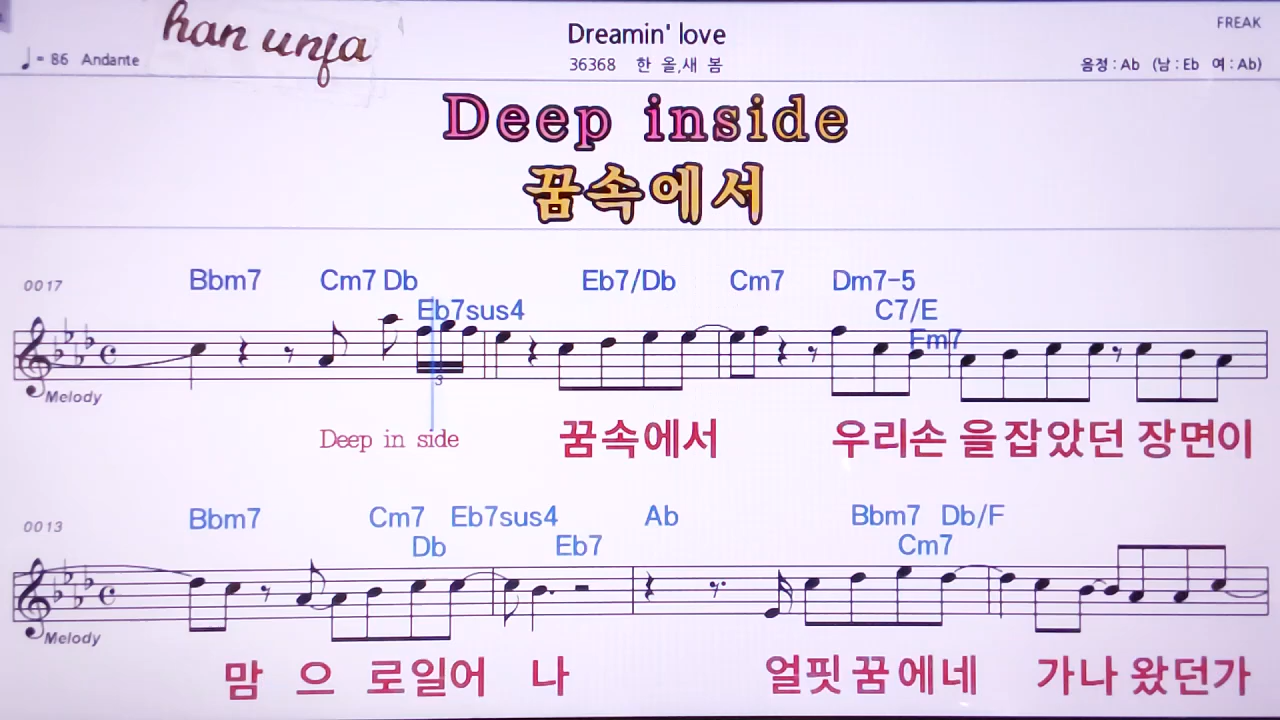 han unja
Dreamin' love
FREAK
♩ = 86 Andante
36368 한 올,새 봄
음정 : Ab (남 : Eb 여 : Ab)
Deep inside
꿈속에서
0017
Bbm7 Cm7 Db Eb7/Db Cm7 Dm7-5
Eb7sus4 C7/E
Fm7
3
Melody
Deep in side 꿈속에서 우리손 을잡았던 장면이
0013
Bbm7 Cm7 Eb7sus4 Ab Bbm7 Db/F
Db Eb7 Cm7
Melody
맘 으 로일어 나 얼핏꿈에네 가나 왔던가